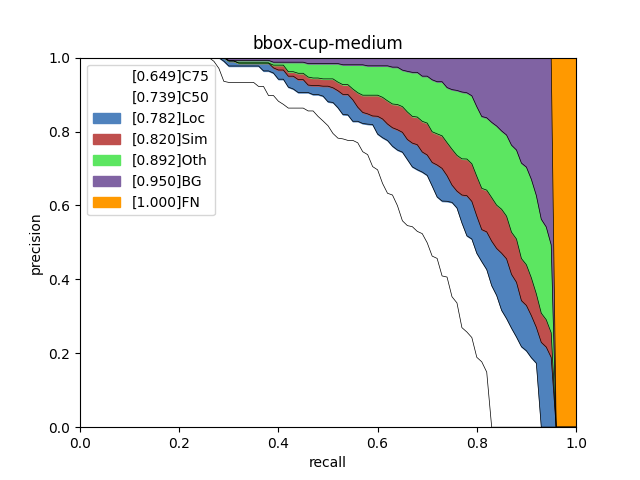 bbox-cup-medium
1.0
0.8
0.6
0.4
0.2
0.0
precision
[0.649]C75
[0.739]C50
[0.782]Loc
[0.820]Sim
[0.892]Oth
[0.950]BG
[1.000]FN
0.0 0.2 0.4 0.6 0.8 1.0
recall